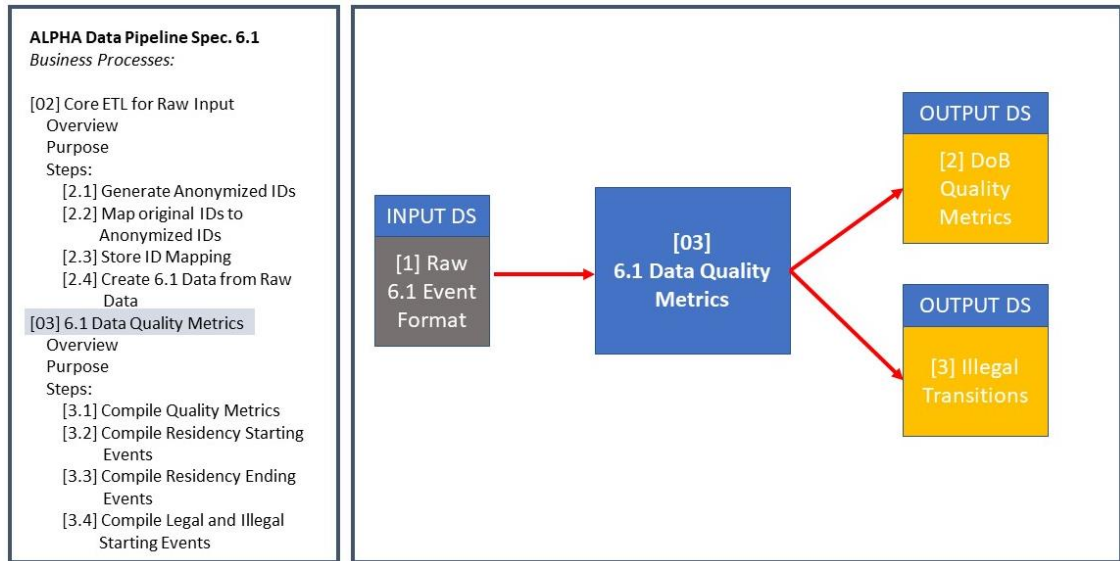 ALPHA Data Pipeline Spec. 6.1
Business Processes:
[02] Core ETL for Raw Input
Overview
Purpose
Steps:
[2.1] Generate Anonymized IDs
[2.2] Map original IDs to
Anonymized IDs
[2.3] Store ID Mapping
[2.4] Create 6.1 Data from Raw
Data
[03] 6.1 Data Quality Metrics
Overview
Purpose
Steps:
[3.1] Compile Quality Metrics
[3.2] Compile Residency Starting
Events
[3.3] Compile Residency Ending
Events
[3.4] Compile Legal and Illegal
Starting Events
INPUT DS
[1] Raw
6.1 Event
Format
[03]
6.1 Data Quality
Metrics
OUTPUT DS
[2] DoB
Quality
Metrics
OUTPUT DS
[3] Illegal
Transitions